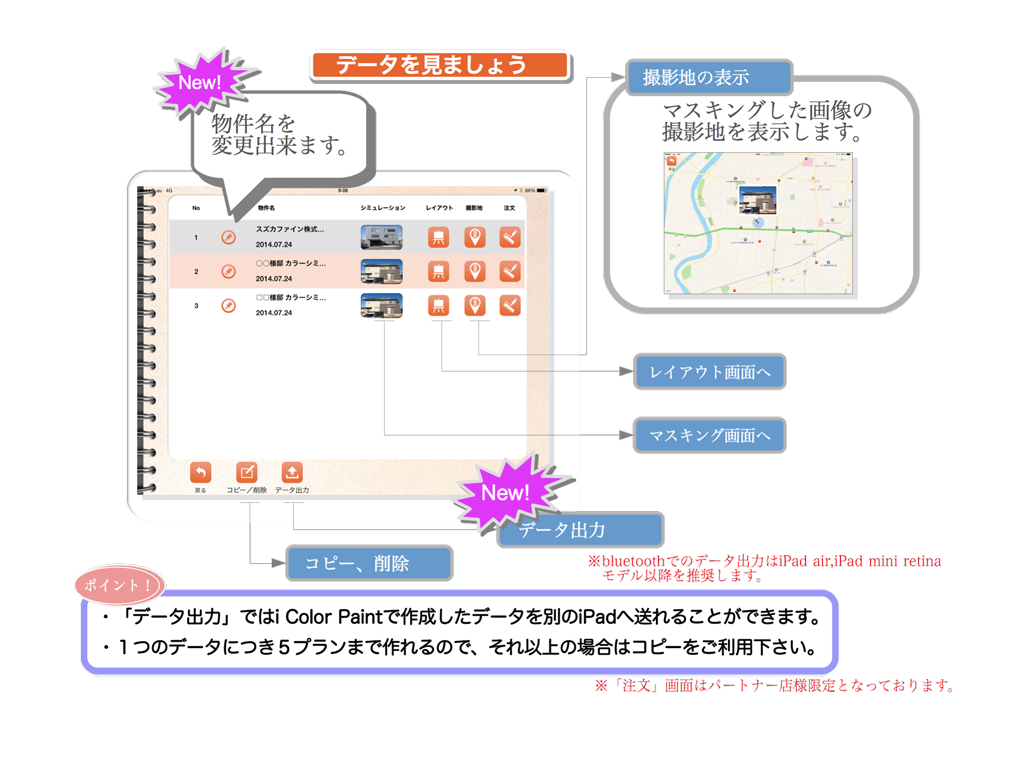 データを見ましょう
New!
物件名を
変更出来ます。
撮影地の表示
マスキングした画像の
撮影地を表示します。
au 4G 9:06 88%
No 物件名 シミュレーション レイアウト 撮影地 注文
1 スズカファイン株式... 2014.07.24
2 〇〇様邸 カラーシミ... 2014.07.24
3 □□様邸 カラーシミ... 2014.07.24
レイアウト画面へ
マスキング画面へ
戻る コピー／削除 データ出力
New!
データ出力
コピー、削除
※bluetoothでのデータ出力はiPad air,iPad mini retina
モデル以降を推奨します。
ポイント！
・「データ出力」ではi Color Paintで作成したデータを別のiPadへ送れることができます。
・１つのデータにつき５プランまで作れるので、それ以上の場合はコピーをご利用下さい。
※「注文」画面はパートナー店様限定となっております。